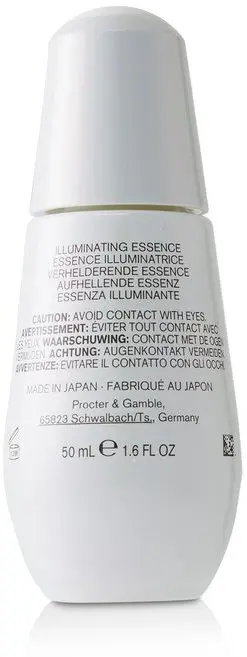 ILLUMINATING ESSENCE
ESSENCE ILLUMINATRICE
VERHELDERENDE ESSENCE
AUFHELLENDE ESSENZ
ESSENZA ILLUMINANTE
CAUTION: AVOID CONTACT WITH EYES.
AVERTISSEMENT: ÉVITER TOUT CONTACT AVEC
LES YEUX. WAARSCHUWING: CONTACT MET DE OGEN
VERMIJDEN. ACHTUNG: AUGENKONTAKT VERMEIDEN.
AVVERTENZE: EVITARE IL CONTATTO CON GLI OCCHI.
MADE IN JAPAN - FABRIQUÉ AU JAPON
Procter & Gamble,
65823 Schwalbach/Ts., Germany
50 mL e 1.6 FL OZ